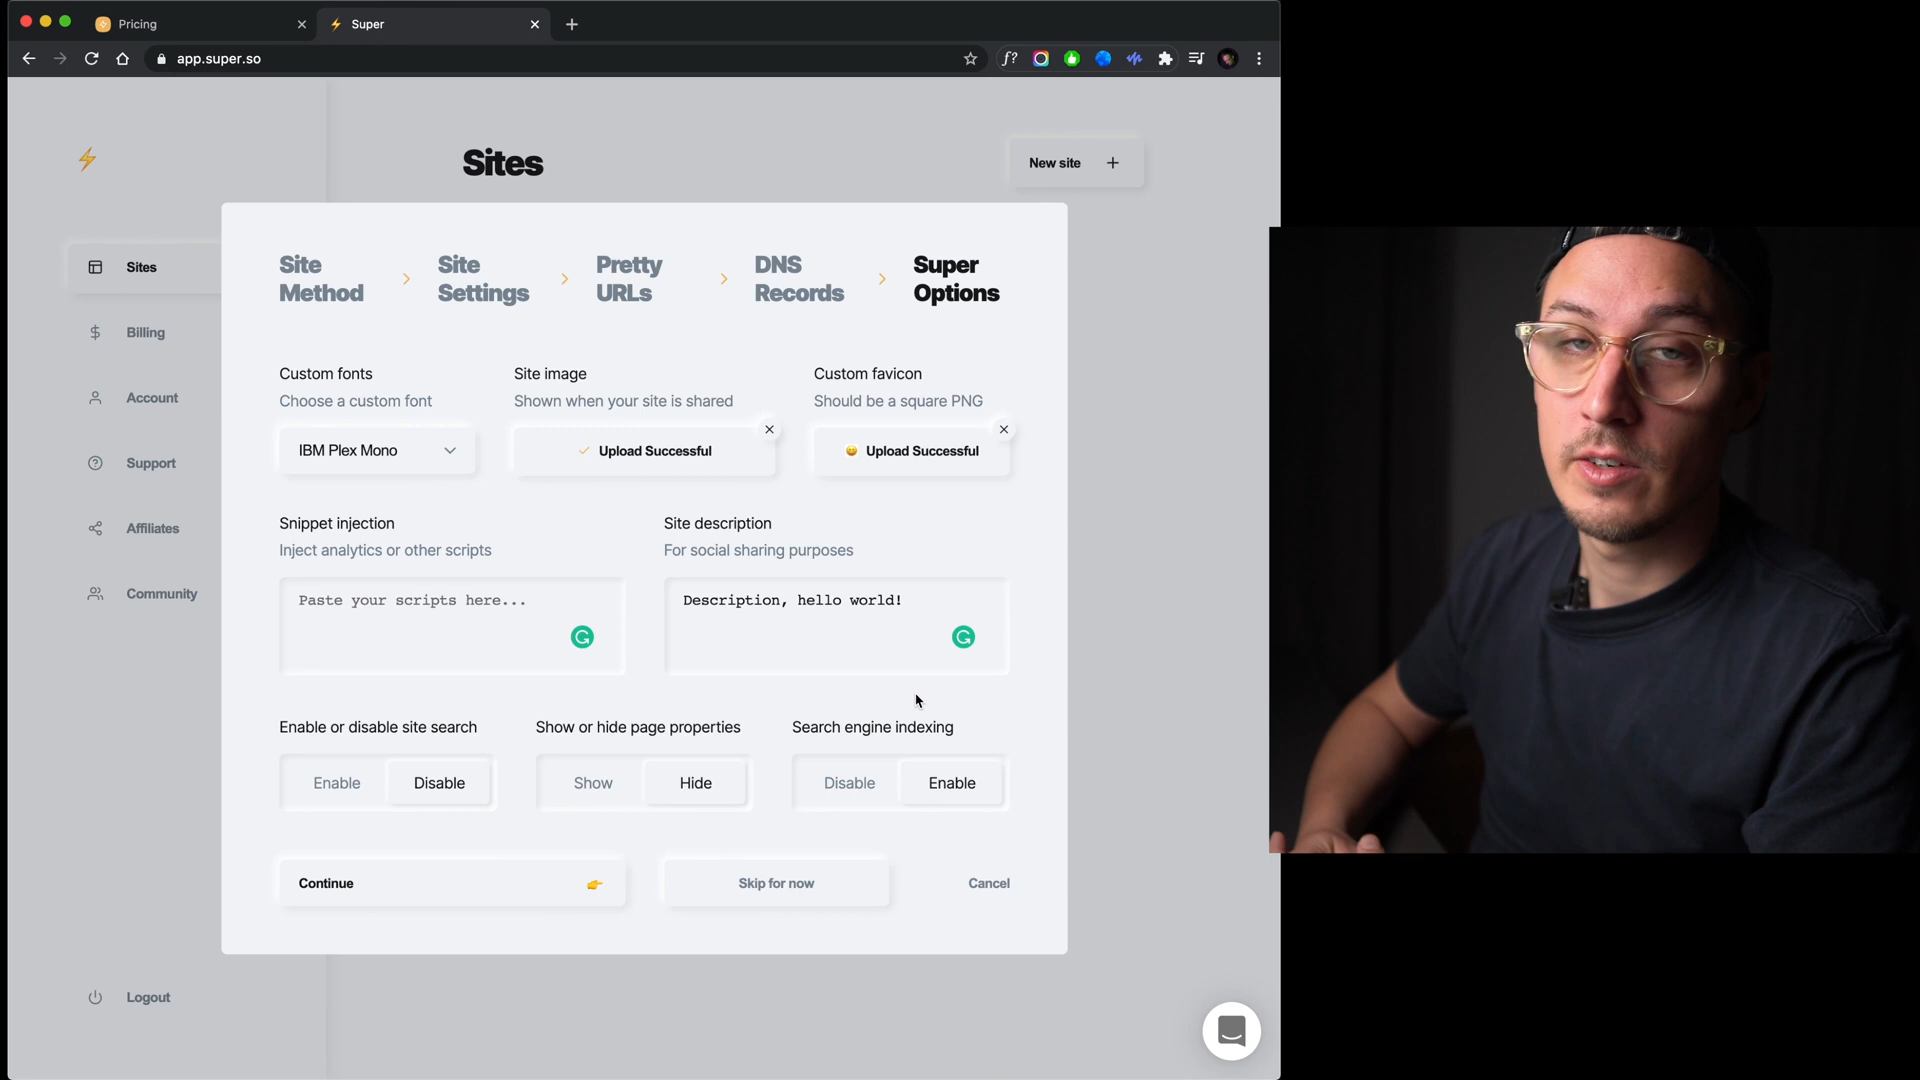 Pricing
Super
app.super.so
f?
Sites
New site
Site Method
Site Settings
Pretty URLs
DNS Records
Super Options
Sites
Billing
Account
Support
Affiliates
Community
Logout
Custom fonts
Choose a custom font
IBM Plex Mono
Site image
Shown when your site is shared
Upload Successful
Custom favicon
Should be a square PNG
Upload Successful
Snippet injection
Inject analytics or other scripts
Paste your scripts here...
Site description
For social sharing purposes
Description, hello world!
Enable or disable site search
Enable
Disable
Show or hide page properties
Show
Hide
Search engine indexing
Disable
Enable
Continue
Skip for now
Cancel